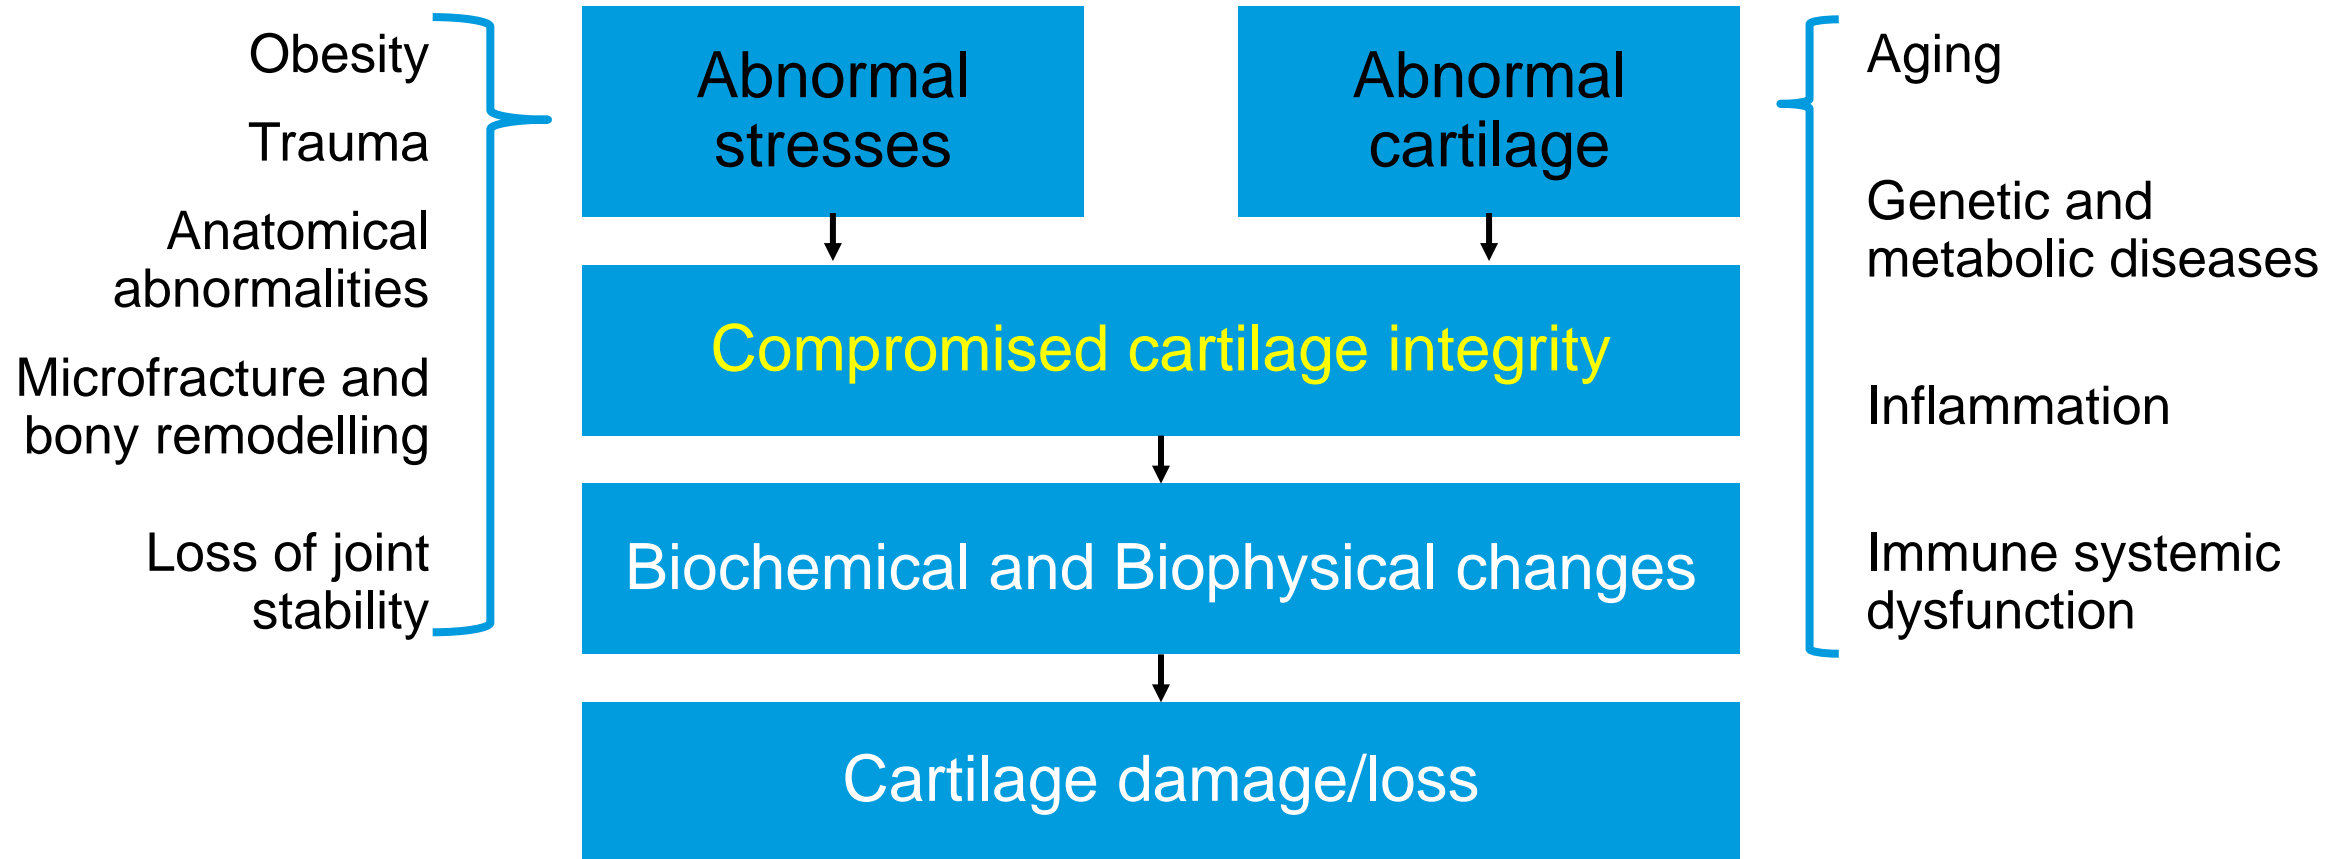 Obesity
Trauma
Anatomical
abnormalities
Microfracture and
bony remodelling
Loss of joint
stability
Abnormal
stresses
Abnormal
cartilage
Compromised cartilage integrity
Biochemical and Biophysical changes
Cartilage damage/loss
Aging
Genetic and
metabolic diseases
Inflammation
Immune systemic
dysfunction